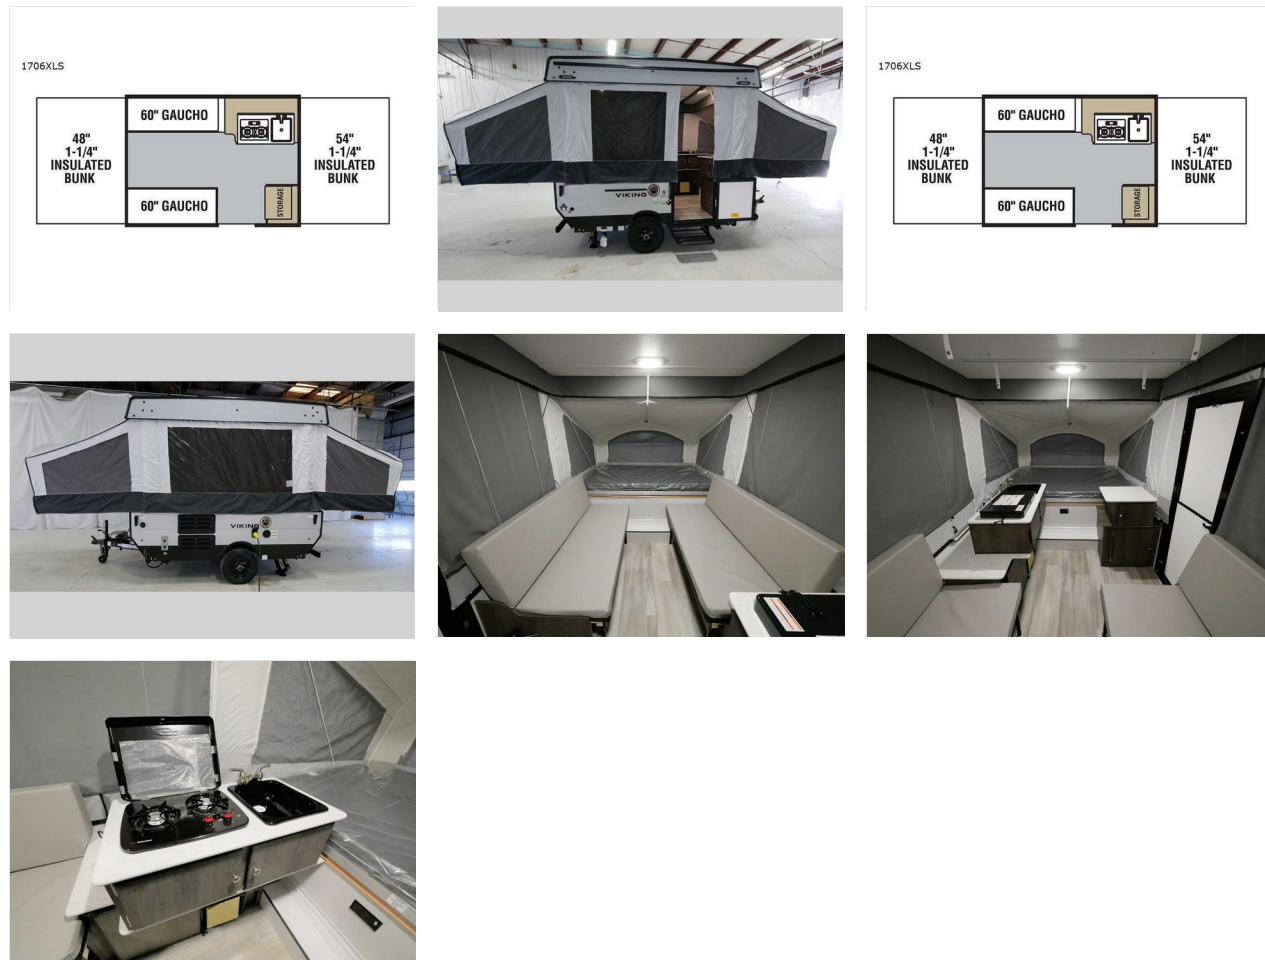 1706XLS
60" GAUCHO
48"
1-1/4"
INSULATED
BUNK
54"
1-1/4"
INSULATED
BUNK
60" GAUCHO
STORAGE
VIKING
1706XLS
60" GAUCHO
48"
1-1/4"
INSULATED
BUNK
54"
1-1/4"
INSULATED
BUNK
60" GAUCHO
STORAGE
VIKING